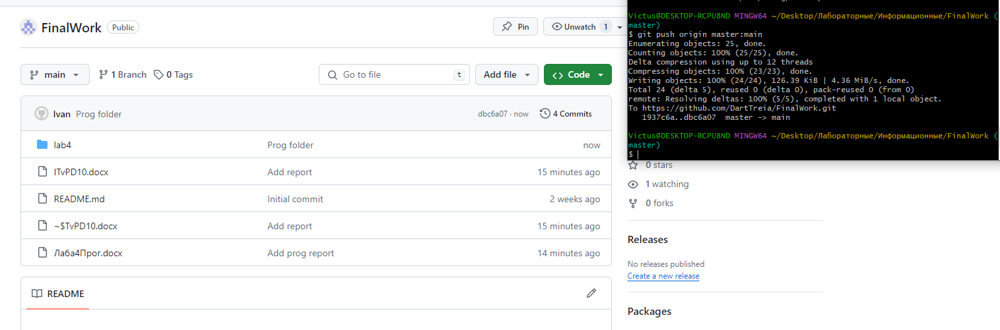 FinalWork Public
Pin
Unwatch 1
main
1 Branch
0 Tags
Go to file t
Add file
Code
Ivan Prog folder
dbc6a07 · now
4 Commits
lab4 Prog folder now
ITvPD10.docx Add report 15 minutes ago
README.md Initial commit 2 weeks ago
~$TvPD10.docx Add report 15 minutes ago
Лаба4Прог.docx Add prog report 14 minutes ago
README
Victus@DESKTOP-RCPU8ND MINGW64 ~/Desktop/Лабораторные/Информационные/FinalWork (
master)
$ git push origin master:main
Enumerating objects: 25, done.
Counting objects: 100% (25/25), done.
Delta compression using up to 12 threads
Compressing objects: 100% (23/23), done.
Writing objects: 100% (24/24), 126.39 KiB | 4.36 MiB/s, done.
Total 24 (delta 5), reused 0 (delta 0), pack-reused 0 (from 0)
remote: Resolving deltas: 100% (5/5), completed with 1 local object.
To https://github.com/DartTreia/FinalWork.git
1937c6a..dbc6a07 master -> main
Victus@DESKTOP-RCPU8ND MINGW64 ~/Desktop/Лабораторные/Информационные/FinalWork (
master)
$
0 stars
1 watching
0 forks
Releases
No releases published
Create a new release
Packages